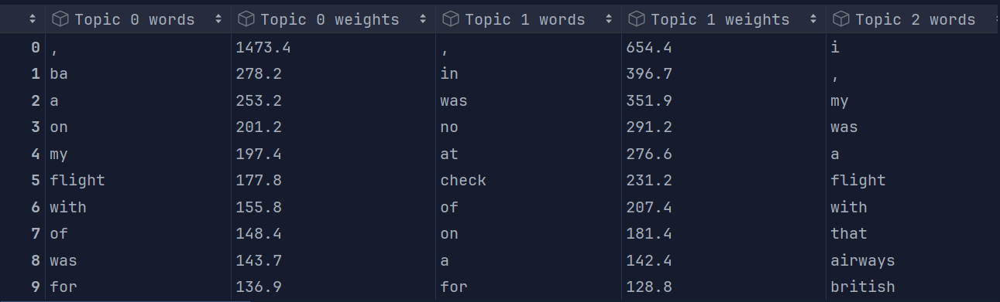 Topic 0 words Topic 0 weights Topic 1 words Topic 1 weights Topic 2 words
0 , 1473.4 , 654.4 i
1 ba 278.2 in 396.7 ,
2 a 253.2 was 351.9 my
3 on 201.2 no 291.2 was
4 my 197.4 at 276.6 a
5 flight 177.8 check 231.2 flight
6 with 155.8 of 207.4 with
7 of 148.4 on 181.4 that
8 was 143.7 a 142.4 airways
9 for 136.9 for 128.8 british